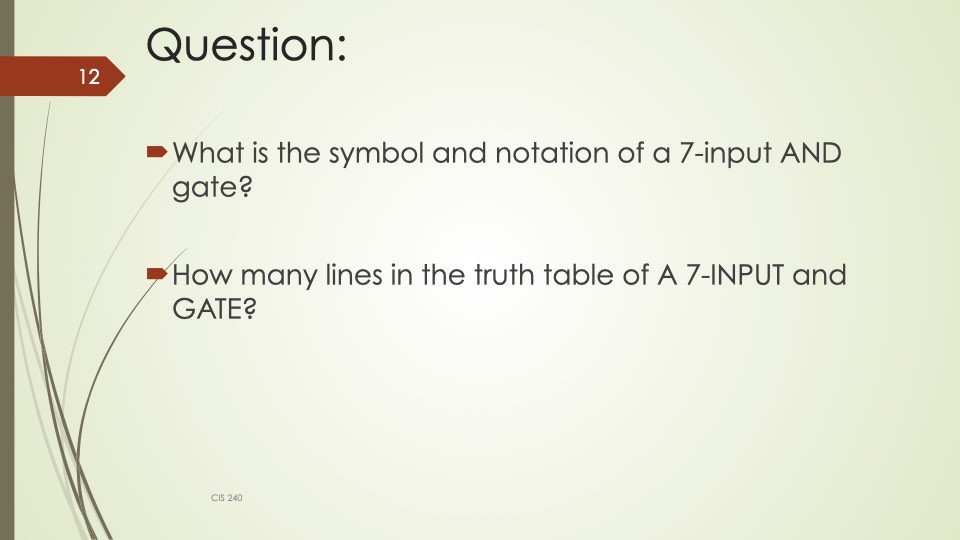 Question:
12
What is the symbol and notation of a 7-input AND
gate?
How many lines in the truth table of A 7-INPUT and
GATE?
CIS 240